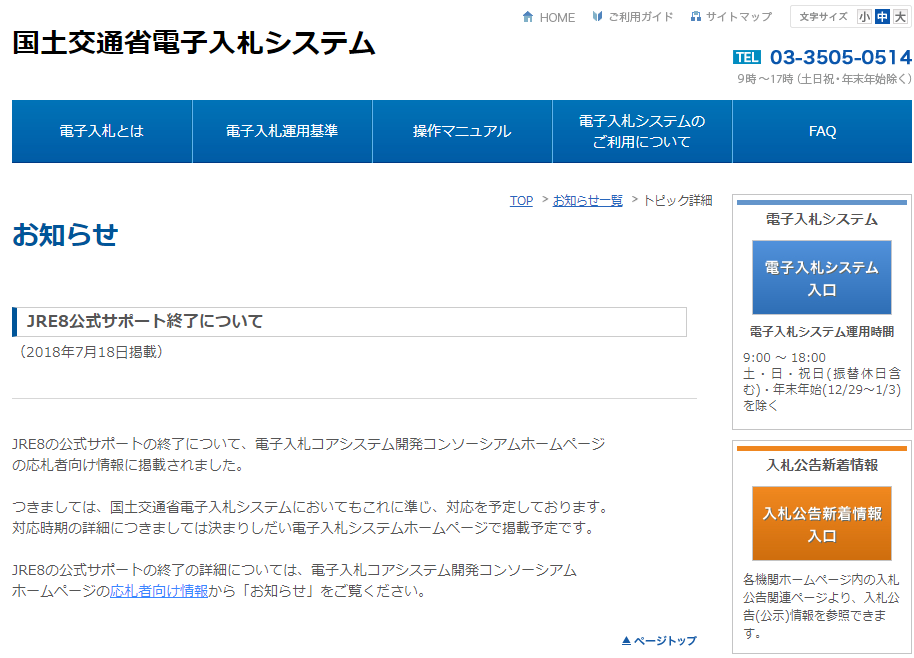 HOME ご利用ガイド サイトマップ 文字サイズ 小 中 大
国土交通省電子入札システム
TEL 03-3505-0514
9時～17時（土日祝・年末年始除く）
電子入札とは
電子入札運用基準
操作マニュアル
電子入札システムの
ご利用について
FAQ
TOP > お知らせ一覧 > トピック詳細
お知らせ
JRE8公式サポート終了について
（2018年7月18日掲載）
JRE8の公式サポートの終了について、電子入札コアシステム開発コンソーシアムホームページ
の応札者向け情報に掲載されました。
つきましては、国土交通省電子入札システムにおいてもこれに準じ、対応を予定しております。
対応時期の詳細につきましては決まりしだい電子入札システムホームページで掲載予定です。
JRE8の公式サポートの終了の詳細については、電子入札コアシステム開発コンソーシアム
ホームページの応札者向け情報から「お知らせ」をご覧ください。
▲ページトップ
電子入札システム
電子入札システム
入口
電子入札システム運用時間
9:00 ～ 18:00
土・日・祝日(振替休日含
む)・年末年始(12/29～1/3)
を除く
入札公告新着情報
入札公告新着情報
入口
各機関ホームページ内の入札
公告関連ページより、入札公
告(公示)情報を参照できま
す。